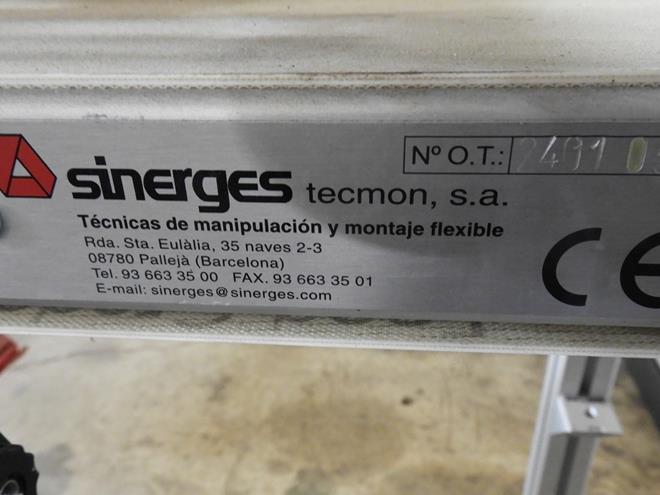 Nº O.T.: 2491
sinerges tecmon, s.a.
Técnicas de manipulación y montaje flexible
Rda. Sta. Eulàlia, 35 naves 2-3
08780 Pallejà (Barcelona)
Tel. 93 663 35 00 FAX. 93 663 35 01
E-mail: sinerges@sinerges.com
CE